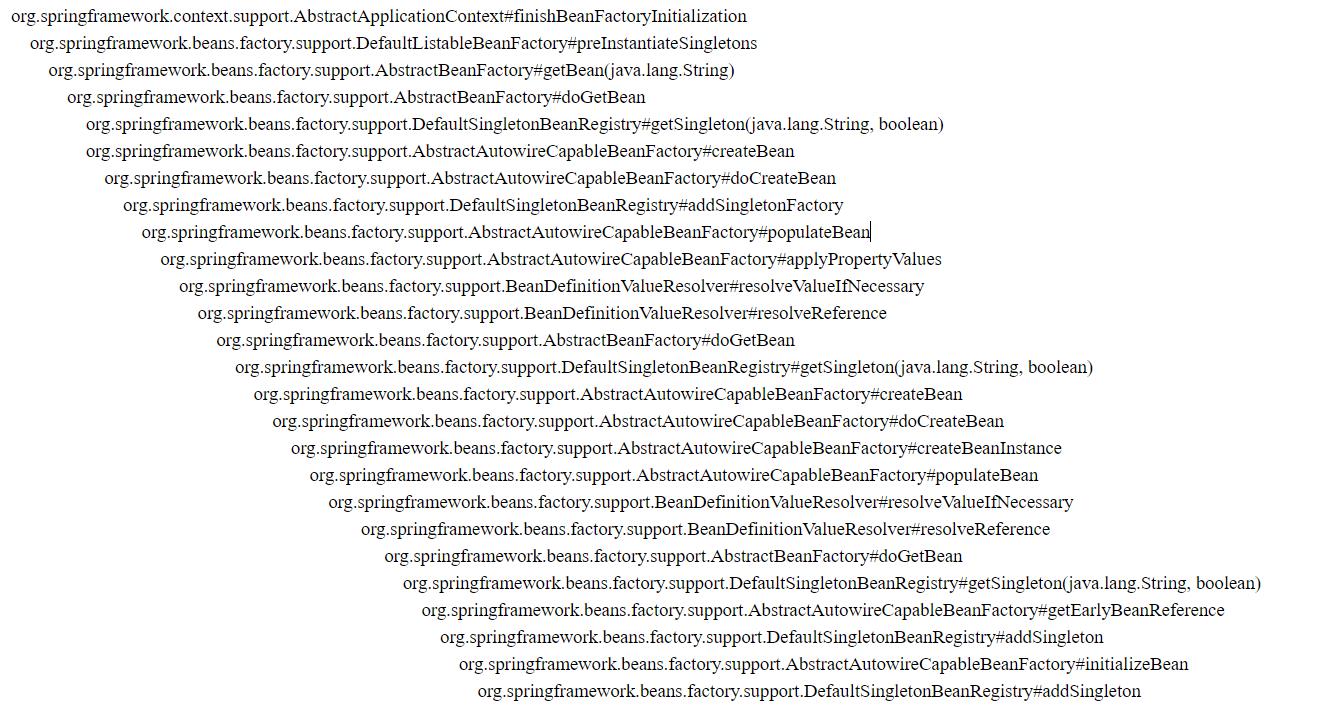 org.springframework.context.support.AbstractApplicationContext#finishBeanFactoryInitialization
org.springframework.beans.factory.support.DefaultListableBeanFactory#preInstantiateSingletons
org.springframework.beans.factory.support.AbstractBeanFactory#getBean(java.lang.String)
org.springframework.beans.factory.support.AbstractBeanFactory#doGetBean
org.springframework.beans.factory.support.DefaultSingletonBeanRegistry#getSingleton(java.lang.String, boolean)
org.springframework.beans.factory.support.AbstractAutowireCapableBeanFactory#createBean
org.springframework.beans.factory.support.AbstractAutowireCapableBeanFactory#doCreateBean
org.springframework.beans.factory.support.DefaultSingletonBeanRegistry#addSingletonFactory
org.springframework.beans.factory.support.AbstractAutowireCapableBeanFactory#populateBean
org.springframework.beans.factory.support.AbstractAutowireCapableBeanFactory#applyPropertyValues
org.springframework.beans.factory.support.BeanDefinitionValueResolver#resolveValueIfNecessary
org.springframework.beans.factory.support.BeanDefinitionValueResolver#resolveReference
org.springframework.beans.factory.support.AbstractBeanFactory#doGetBean
org.springframework.beans.factory.support.DefaultSingletonBeanRegistry#getSingleton(java.lang.String, boolean)
org.springframework.beans.factory.support.AbstractAutowireCapableBeanFactory#createBean
org.springframework.beans.factory.support.AbstractAutowireCapableBeanFactory#doCreateBean
org.springframework.beans.factory.support.AbstractAutowireCapableBeanFactory#createBeanInstance
org.springframework.beans.factory.support.AbstractAutowireCapableBeanFactory#populateBean
org.springframework.beans.factory.support.BeanDefinitionValueResolver#resolveValueIfNecessary
org.springframework.beans.factory.support.BeanDefinitionValueResolver#resolveReference
org.springframework.beans.factory.support.AbstractBeanFactory#doGetBean
org.springframework.beans.factory.support.DefaultSingletonBeanRegistry#getSingleton(java.lang.String, boolean)
org.springframework.beans.factory.support.AbstractAutowireCapableBeanFactory#getEarlyBeanReference
org.springframework.beans.factory.support.DefaultSingletonBeanRegistry#addSingleton
org.springframework.beans.factory.support.AbstractAutowireCapableBeanFactory#initializeBean
org.springframework.beans.factory.support.DefaultSingletonBeanRegistry#addSingleton